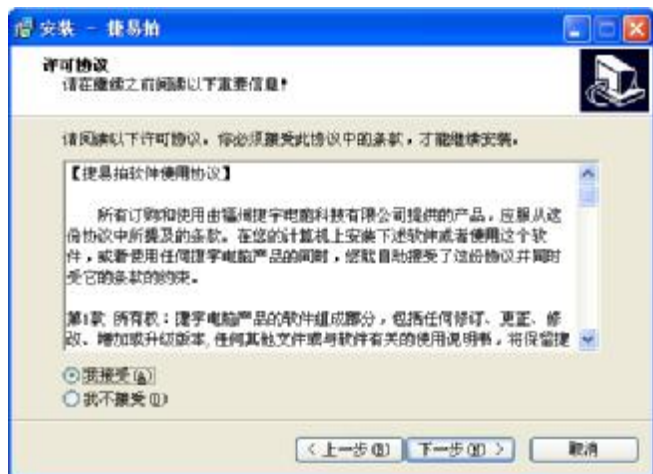 安装 - 捷易拍
许可协议
请在继续之前阅读以下重要信息!
请阅读以下许可协议。你必须接受此协议中的条款,才能继续安装。
【捷易拍软件使用协议】
所有订购和使用由福州捷宇电脑科技有限公司提供的产品,应服从这
份协议中所提及的条款。在您的计算机上安装下述软件或者使用这个软
件,或者使用任何捷宇电脑产品的同时,您就自动接受了这份协议并同时
受它的条款的约束。
第1款 所有权:捷宇电脑产品的软件组成部分,包括任何修订、更正、修
改、增加或升级版本,任何其他文件或与软件有关的使用说明书,将保留捷
我接受(A)
我不接受(D)
< 上一步(B)
下一步(N) >
取消